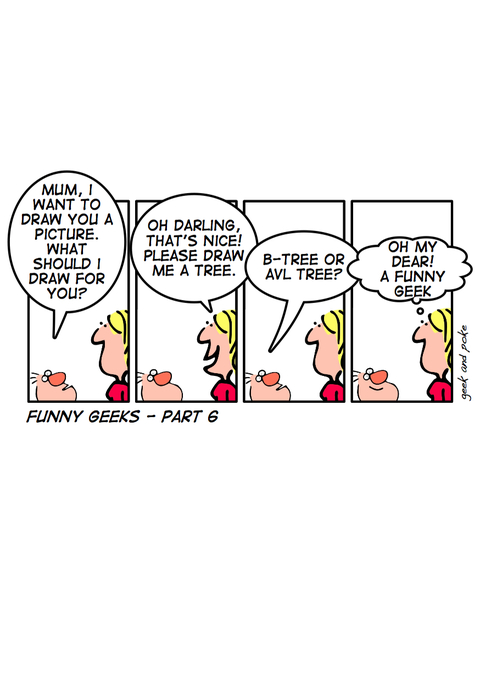 MUM, I
WANT TO
DRAW YOU A
PICTURE.
WHAT
SHOULD I
DRAW FOR
YOU?
OH DARLING,
THAT'S NICE!
PLEASE DRAW
ME A TREE.
B-TREE OR
AVL TREE?
OH MY
DEAR!
A FUNNY
GEEK
geek and poke
FUNNY GEEKS - PART 6